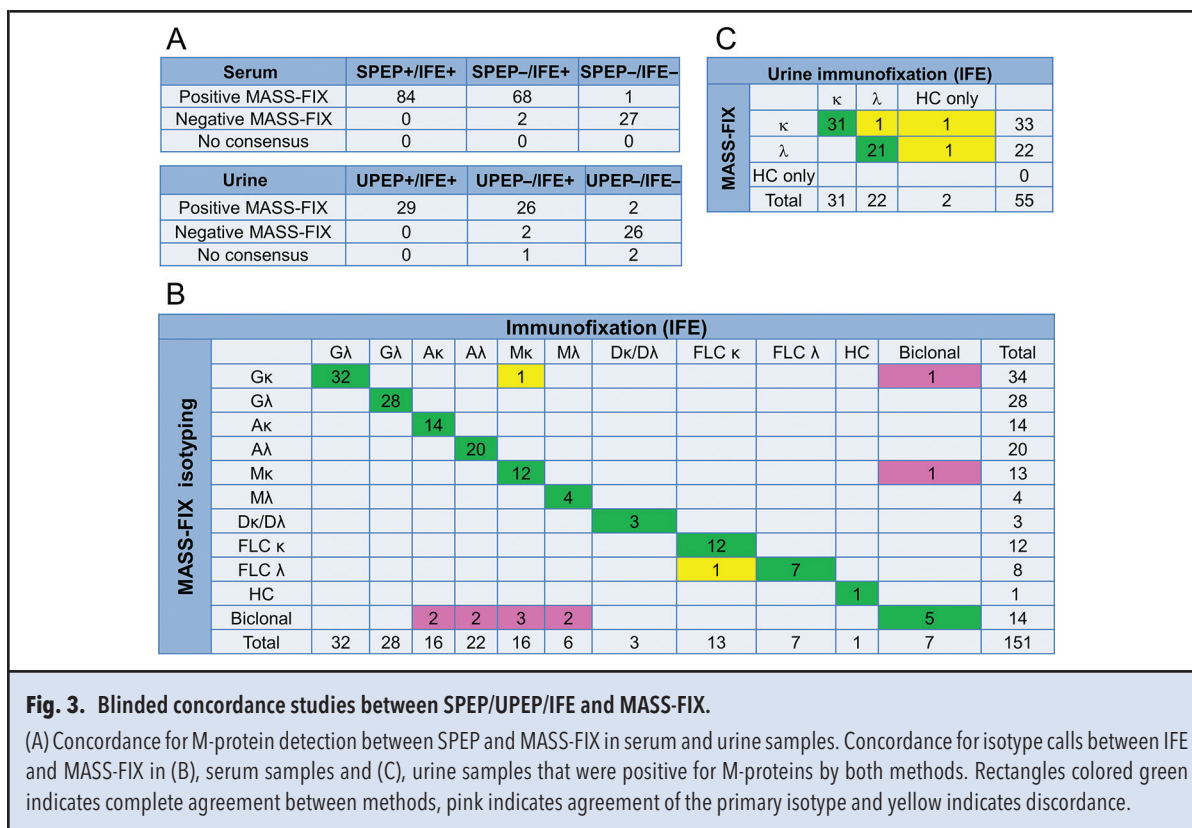 A
Serum SPEP+/IFE+ SPEP–/IFE+ SPEP–/IFE–
Positive MASS-FIX 84 68 1
Negative MASS-FIX 0 2 27
No consensus 0 0 0
Urine UPEP+/IFE+ UPEP–/IFE+ UPEP–/IFE–
Positive MASS-FIX 29 26 2
Negative MASS-FIX 0 2 26
No consensus 0 1 2
C
Urine immunofixation (IFE)
MASS-FIX
κ λ HC only
κ 31 1 1 33
λ 21 1 22
HC only 0
Total 31 22 2 55
B
Immunofixation (IFE)
MASS-FIX isotyping
Gλ Gλ Aκ Aλ Mκ Mλ Dκ/Dλ FLC κ FLC λ HC Biclonal Total
Gκ 32 1 1 34
Gλ 28 28
Aκ 14 14
Aλ 20 20
Mκ 12 1 13
Mλ 4 4
Dκ/Dλ 3 3
FLC κ 12 12
FLC λ 1 7 8
HC 1 1
Biclonal 2 2 3 2 5 14
Total 32 28 16 22 16 6 3 13 7 1 7 151
Fig. 3. Blinded concordance studies between SPEP/UPEP/IFE and MASS-FIX.
(A) Concordance for M-protein detection between SPEP and MASS-FIX in serum and urine samples. Concordance for isotype calls between IFE
and MASS-FIX in (B), serum samples and (C), urine samples that were positive for M-proteins by both methods. Rectangles colored green
indicates complete agreement between methods, pink indicates agreement of the primary isotype and yellow indicates discordance.